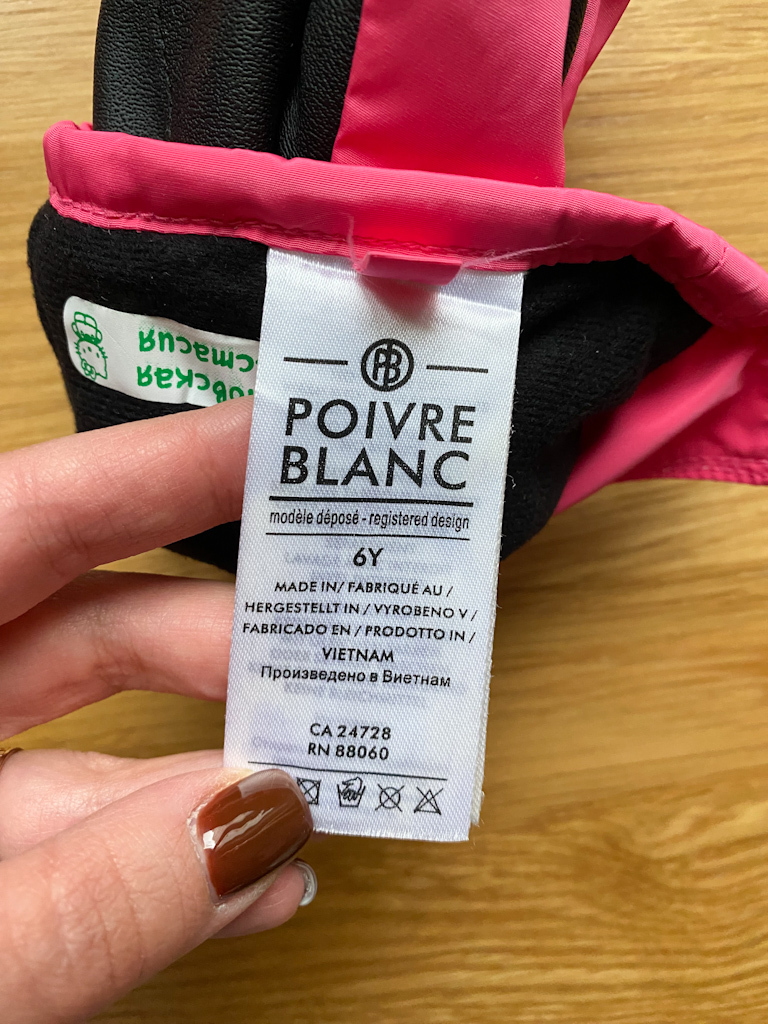 PB
POIVRE
BLANC
modèle déposé - registered design
6Y
MADE IN/ FABRIQUÉ AU /
HERGESTELLT IN / VYROBENO V /
FABRICADO EN / PRODOTTO IN /
VIETNAM
Произведено в Виетнам
CA 24728
RN 88060